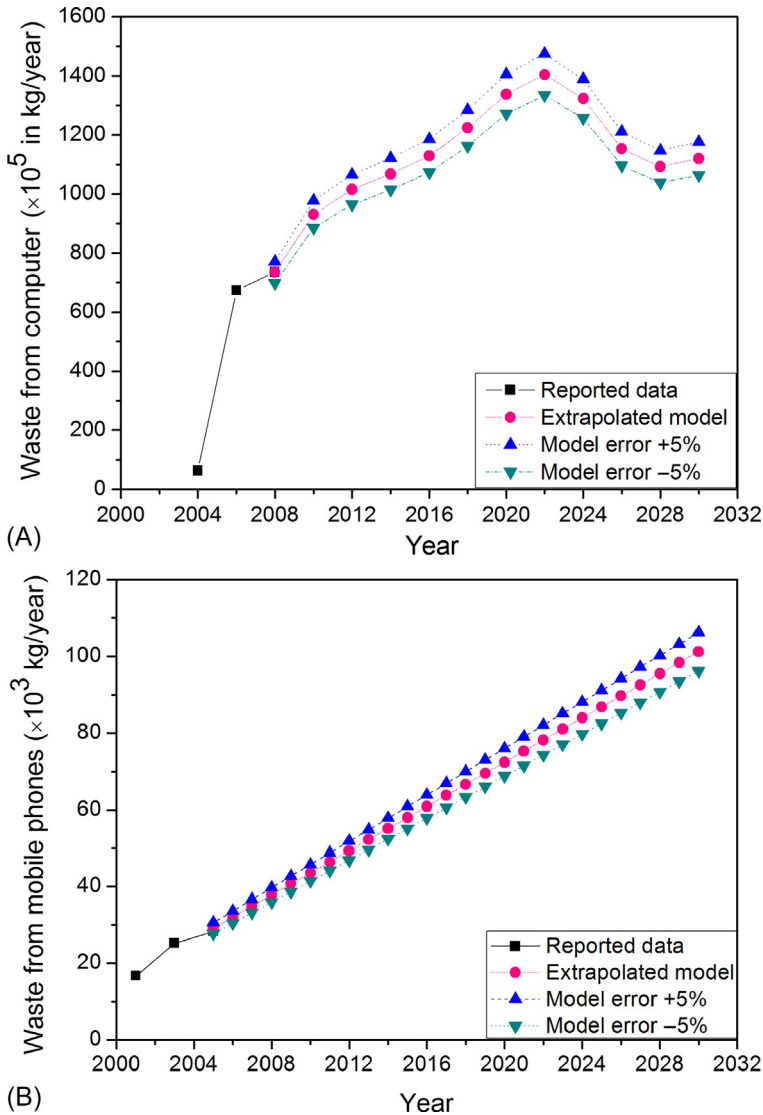 1600
1400
1200
1000
800
600
400
200
0
Waste from computer (×10⁵ in kg/year)
Reported data
Extrapolated model
Model error +5%
Model error –5%
2000 2004 2008 2012 2016 2020 2024 2028 2032
(A)
Year
120
100
80
60
40
20
0
Waste from mobile phones (×10³ kg/year)
Reported data
Extrapolated model
Model error +5%
Model error –5%
2000 2004 2008 2012 2016 2020 2024 2028 2032
(B)
Year